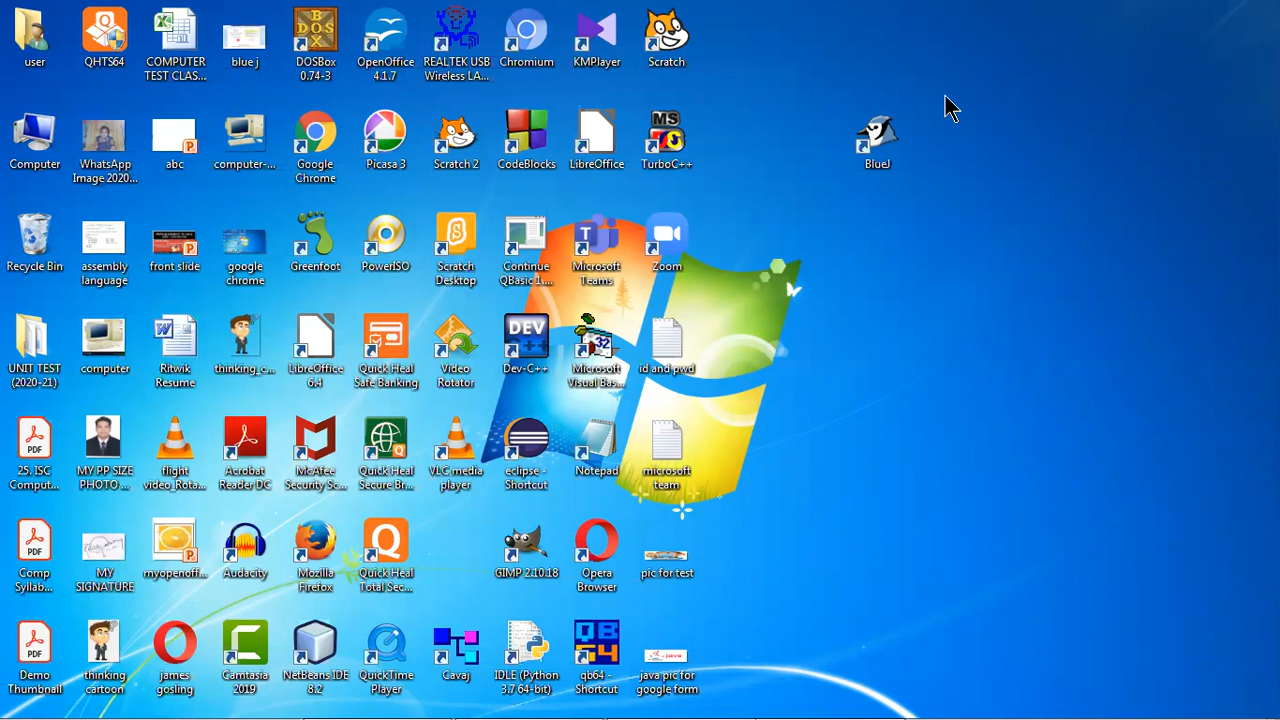 user
QHTS64
COMPUTER
TEST CLAS...
blue j
DOSBox
0.74-3
OpenOffice
4.1.7
REALTEK USB
Wireless LA...
Chromium
KMPlayer
Scratch
Computer
WhatsApp
Image 2020...
abc
computer-...
Google
Chrome
Picasa 3
Scratch 2
CodeBlocks
LibreOffice
TurboC++
BlueJ
Recycle Bin
assembly
language
front slide
google
chrome
Greenfoot
PowerISO
Scratch
Desktop
Continue
QBasic 1....
Microsoft
Teams
Zoom
UNIT TEST
(2020-21)
computer
Ritwik
Resume
thinking_c...
LibreOffice
6.4
Quick Heal
Safe Banking
Video
Rotator
Dev-C++
Microsoft
Visual Bas...
id and pwd
25. ISC
Comput...
MY PP SIZE
PHOTO ...
flight
video_Rota...
Acrobat
Reader DC
McAfee
Security Sc...
Quick Heal
Secure Br...
VLC media
player
eclipse -
Shortcut
Notepad
microsoft
team
Comp
Syllab...
MY
SIGNATURE
myopenoff...
Audacity
Mozilla
Firefox
Quick Heal
Total Sec...
GIMP 2.10.18
Opera
Browser
pic for test
Demo
Thumbnail
thinking
cartoon
james
gosling
Camtasia
2019
NetBeans IDE
8.2
QuickTime
Player
Cavaj
IDLE (Python
3.7 64-bit)
qb64 -
Shortcut
java pic for
google form